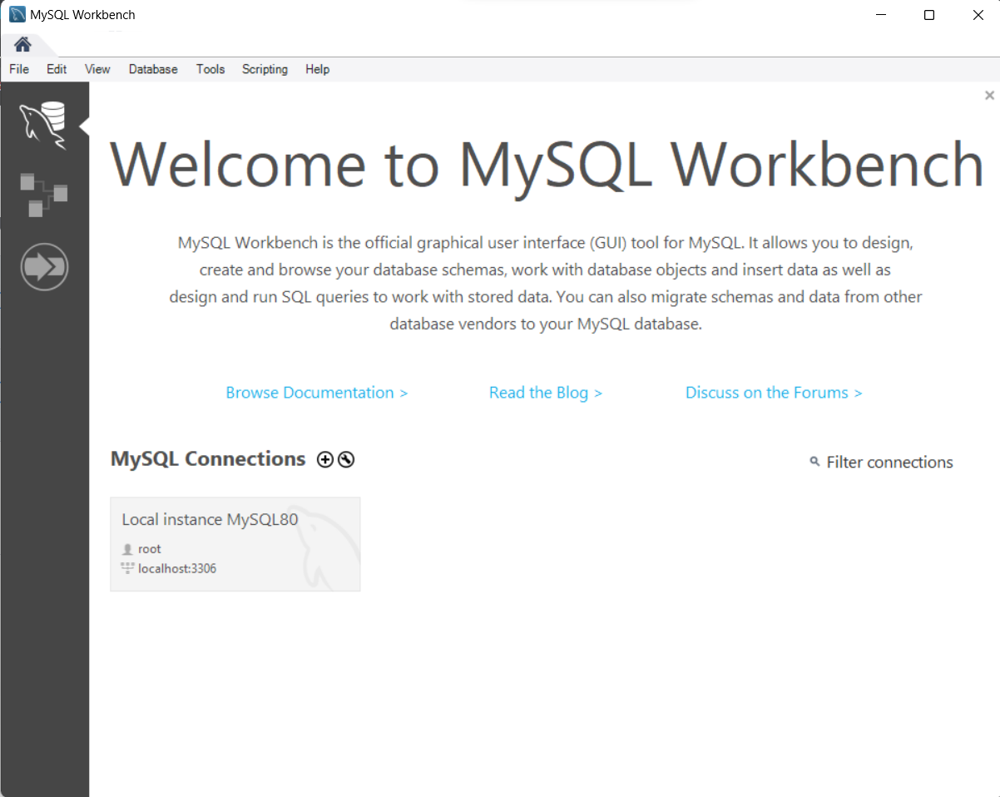 MySQL Workbench
File Edit View Database Tools Scripting Help
Welcome to MySQL Workbench
MySQL Workbench is the official graphical user interface (GUI) tool for MySQL. It allows you to design,
create and browse your database schemas, work with database objects and insert data as well as
design and run SQL queries to work with stored data. You can also migrate schemas and data from other
database vendors to your MySQL database.
Browse Documentation > Read the Blog > Discuss on the Forums >
MySQL Connections Filter connections
Local instance MySQL80
root
localhost:3306